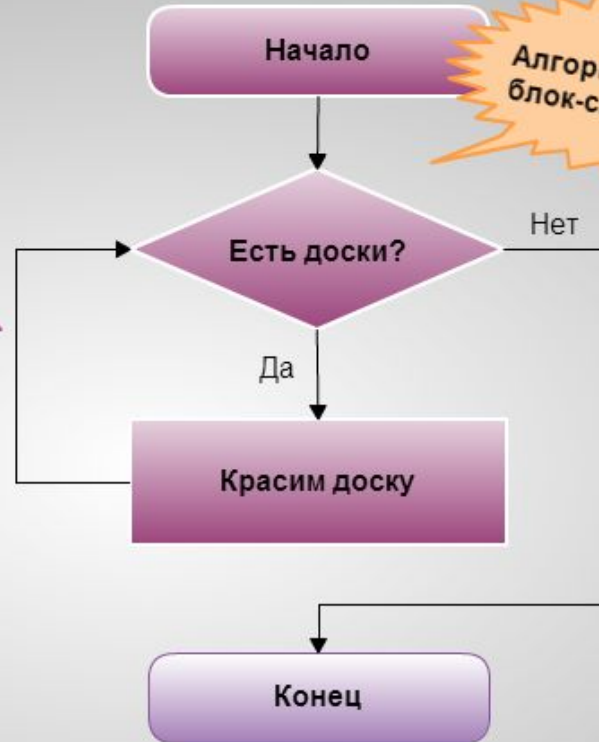 Начало
Есть доски?
Нет
Да
Красим доску
Конец